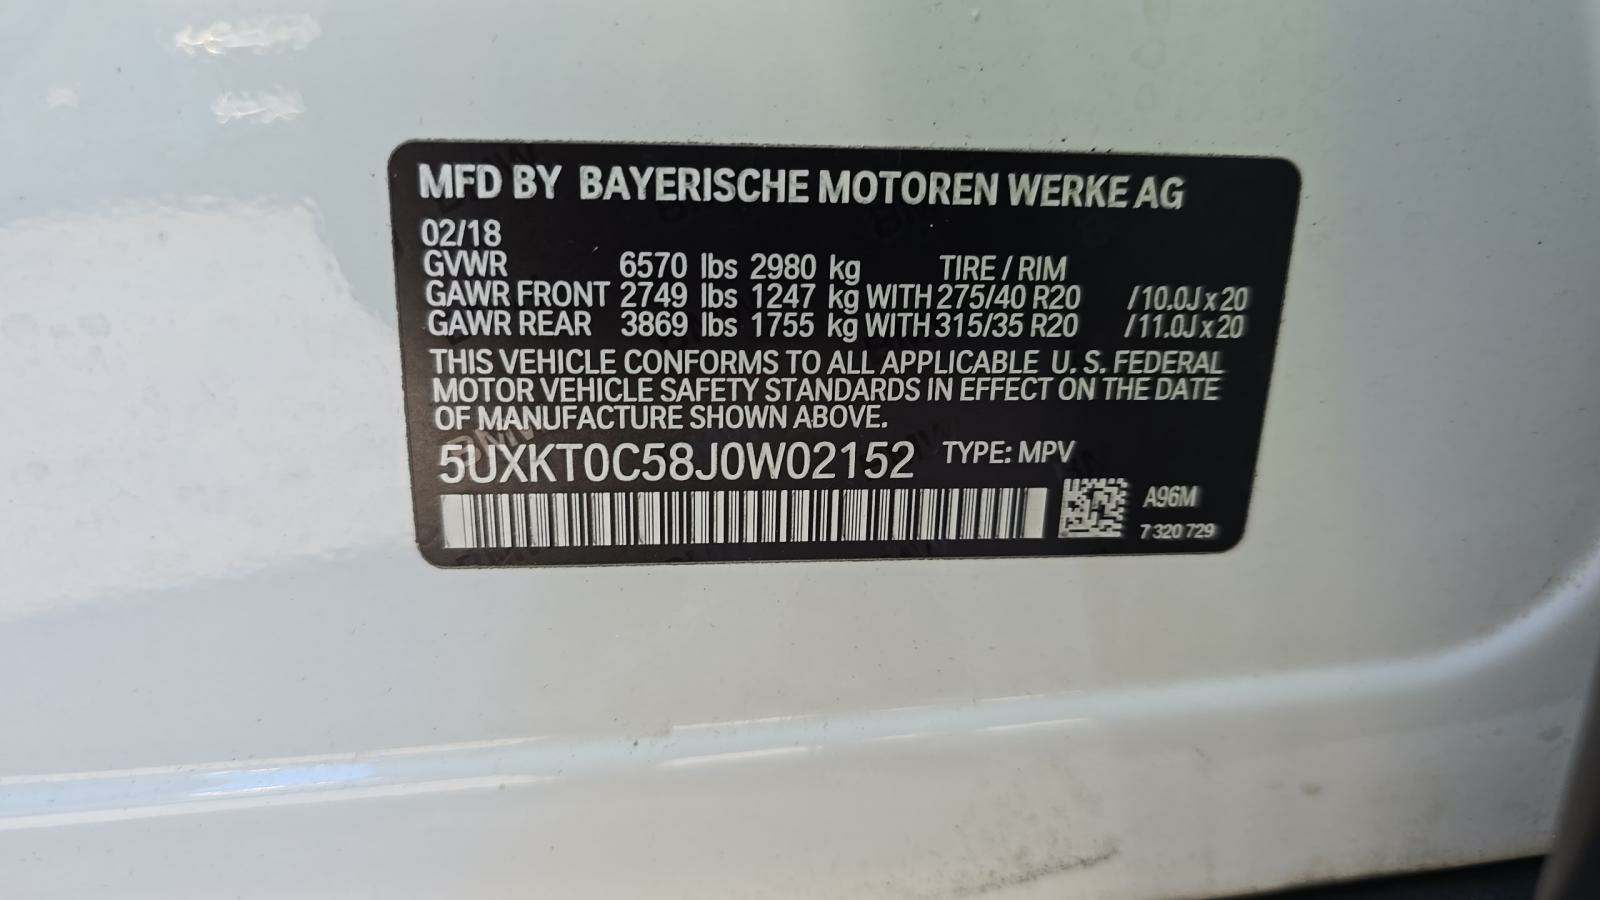 MFD BY BAYERISCHE MOTOREN WERKE AG
02/18
GVWR 6570 lbs 2980 kg TIRE / RIM
GAWR FRONT 2749 lbs 1247 kg WITH 275/40 R20 /10.0J x 20
GAWR REAR 3869 lbs 1755 kg WITH 315/35 R20 /11.0J x 20
THIS VEHICLE CONFORMS TO ALL APPLICABLE U. S. FEDERAL
MOTOR VEHICLE SAFETY STANDARDS IN EFFECT ON THE DATE
OF MANUFACTURE SHOWN ABOVE.
5UXKT0C58J0W02152 TYPE: MPV
A96M
7 320 729